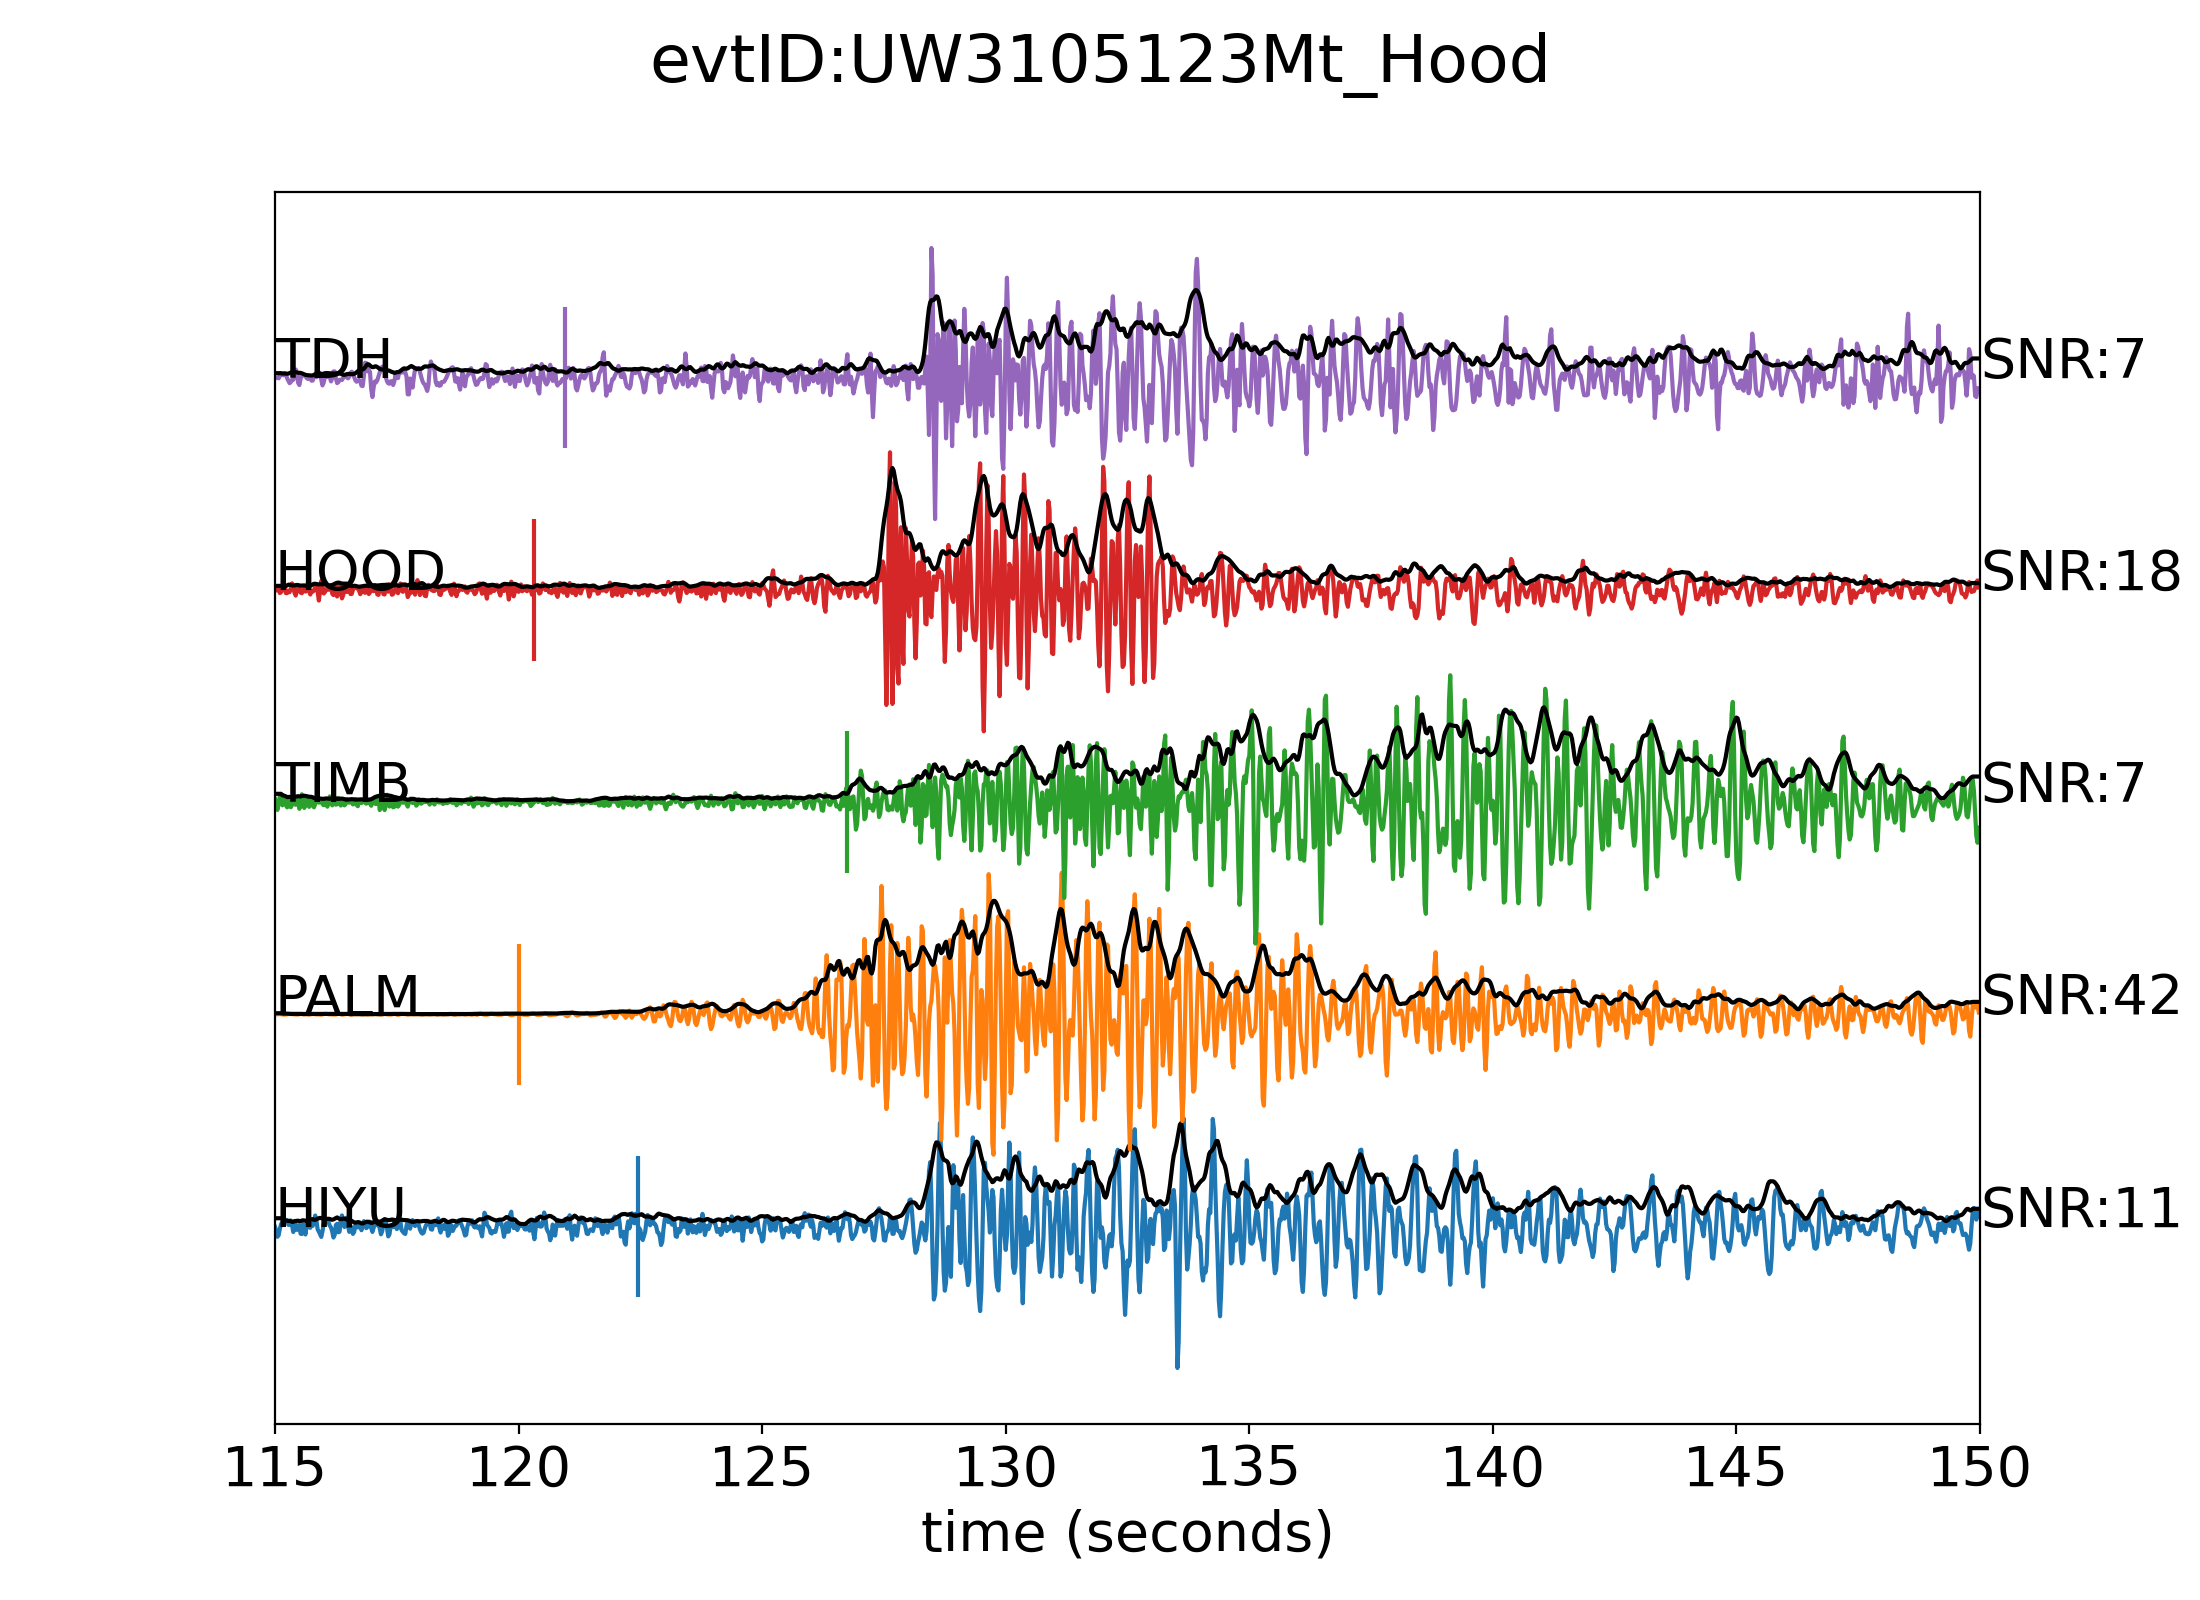 evtID:UW3105123Mt_Hood
TDH SNR:7
HOOD SNR:18
TIMB SNR:7
PALM SNR:42
HIYU SNR:11
115 120 125 130 135 140 145 150
time (seconds)